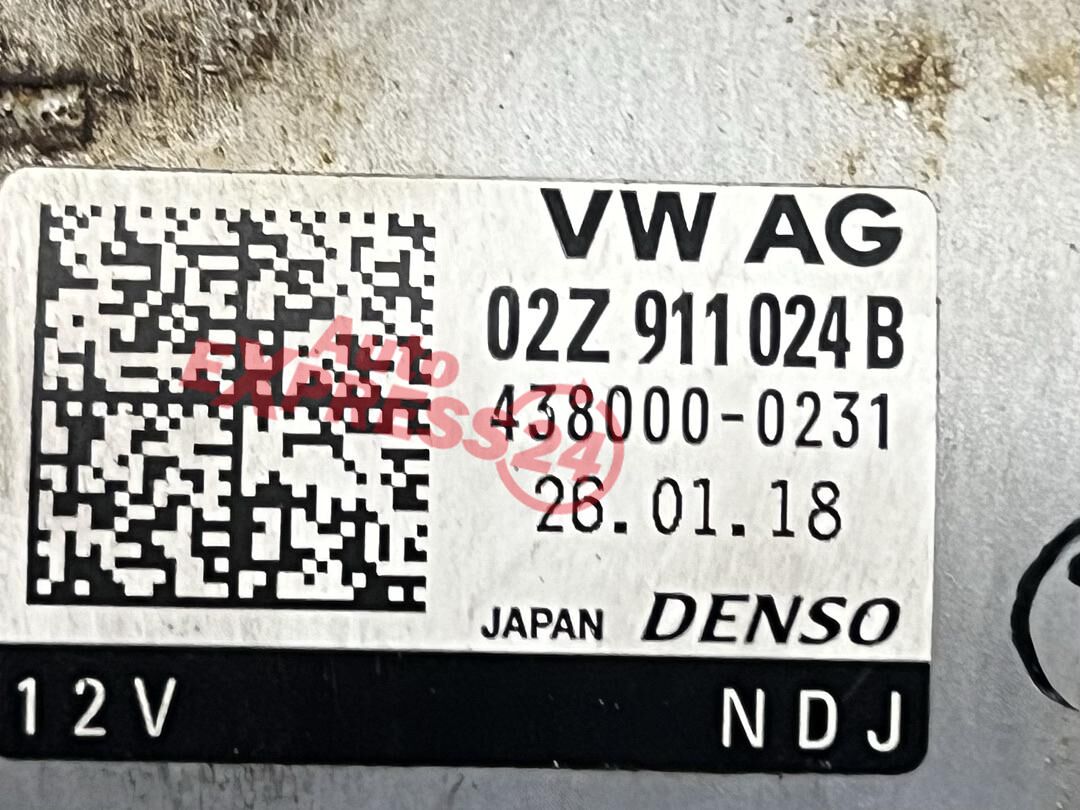 VW AG
02Z 911 024 B
438000-0231
26.01.18
JAPAN DENSO
12V NDJ
Auto
EXPRESS24